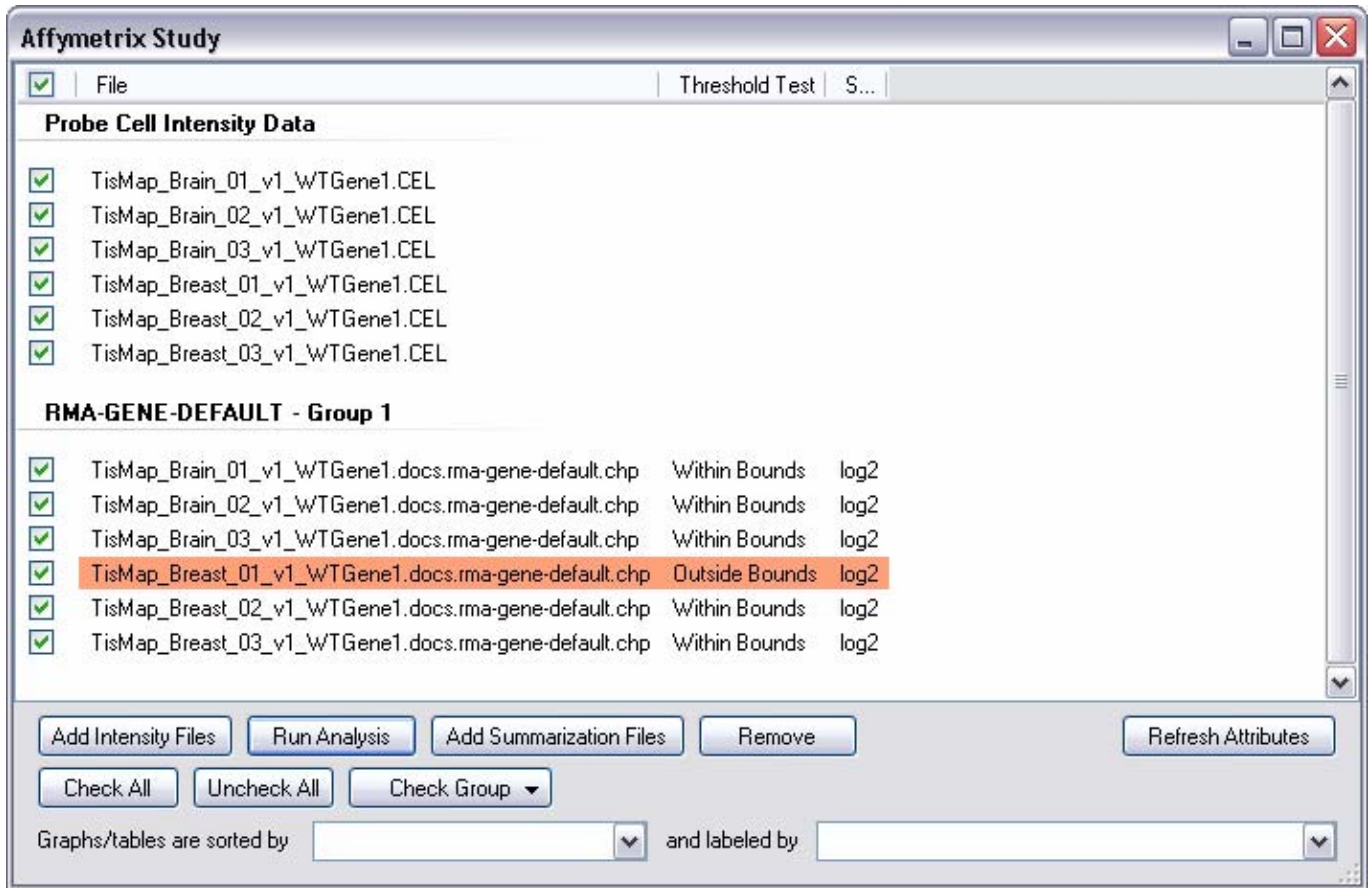 Affymetrix Study
File Threshold Test S...
Probe Cell Intensity Data
TisMap_Brain_01_v1_WTGene1.CEL
TisMap_Brain_02_v1_WTGene1.CEL
TisMap_Brain_03_v1_WTGene1.CEL
TisMap_Breast_01_v1_WTGene1.CEL
TisMap_Breast_02_v1_WTGene1.CEL
TisMap_Breast_03_v1_WTGene1.CEL
RMA-GENE-DEFAULT - Group 1
TisMap_Brain_01_v1_WTGene1.docs.rma-gene-default.chp Within Bounds log2
TisMap_Brain_02_v1_WTGene1.docs.rma-gene-default.chp Within Bounds log2
TisMap_Brain_03_v1_WTGene1.docs.rma-gene-default.chp Within Bounds log2
TisMap_Breast_01_v1_WTGene1.docs.rma-gene-default.chp Outside Bounds log2
TisMap_Breast_02_v1_WTGene1.docs.rma-gene-default.chp Within Bounds log2
TisMap_Breast_03_v1_WTGene1.docs.rma-gene-default.chp Within Bounds log2
Add Intensity Files Run Analysis Add Summarization Files Remove Refresh Attributes
Check All Uncheck All Check Group
Graphs/tables are sorted by and labeled by